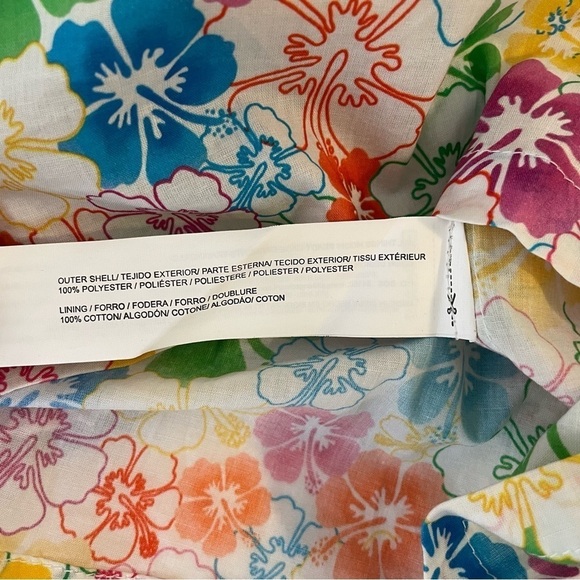 OUTER SHELL/ TEJIDO EXTERIOR/ PARTE ESTERNA/ TECIDO EXTERIOR/ TISSU EXTÉRIEUR
100% POLYESTER / POLIÉSTER / POLIESTERE / POLIESTER / POLYESTER
LINING / FORRO / FODERA / FORRO / DOUBLURE
100% COTTON/ ALGODÓN/ COTONE/ ALGODÃO/ COTON